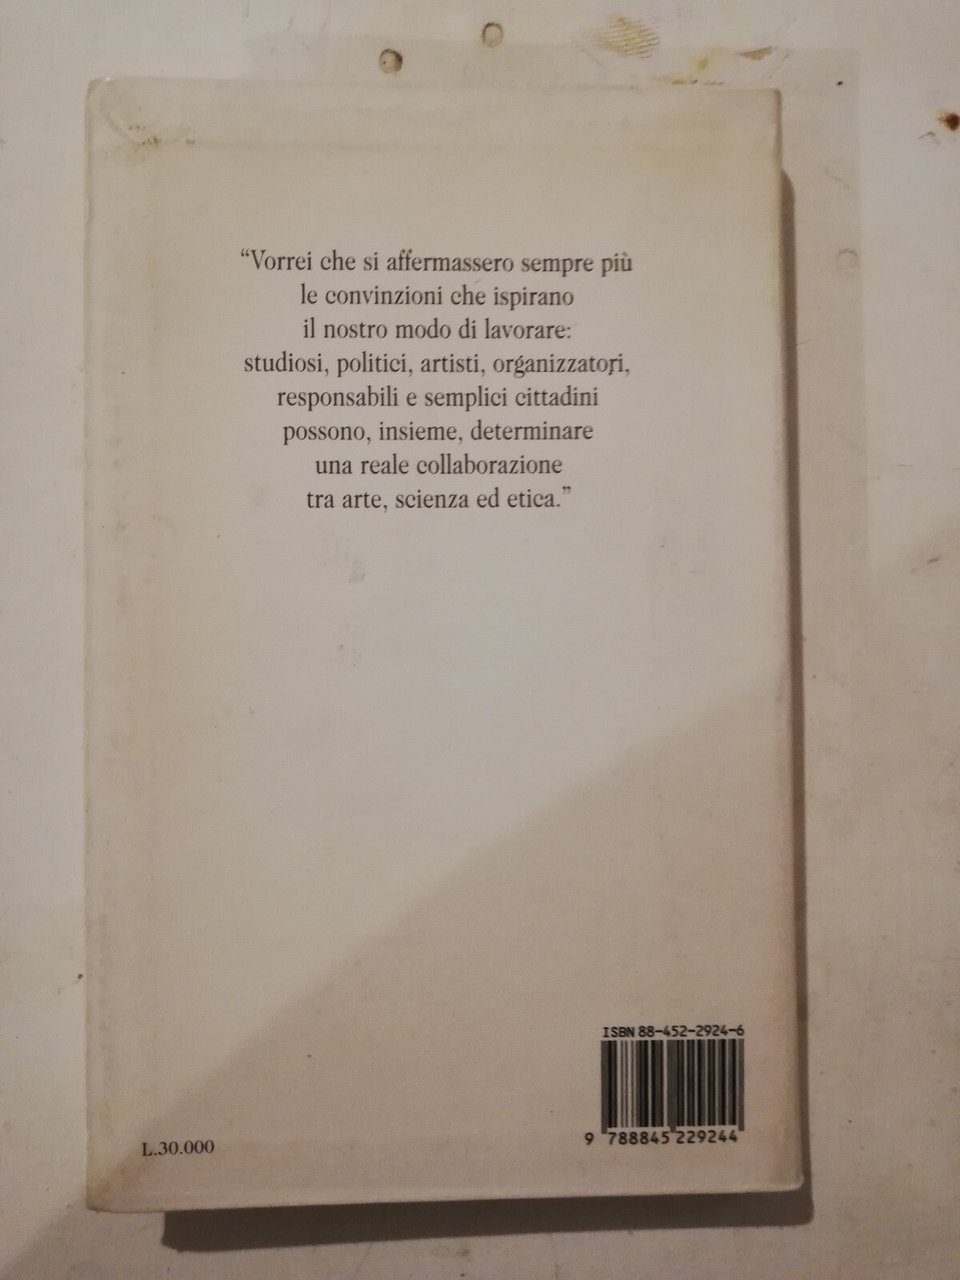 “Vorrei che si affermassero sempre più
le convinzioni che ispirano
il nostro modo di lavorare:
studiosi, politici, artisti, organizzatori,
responsabili e semplici cittadini
possono, insieme, determinare
una reale collaborazione
tra arte, scienza ed etica.”
ISBN 88-452-2924-6
9 788845 229244
L.30.000